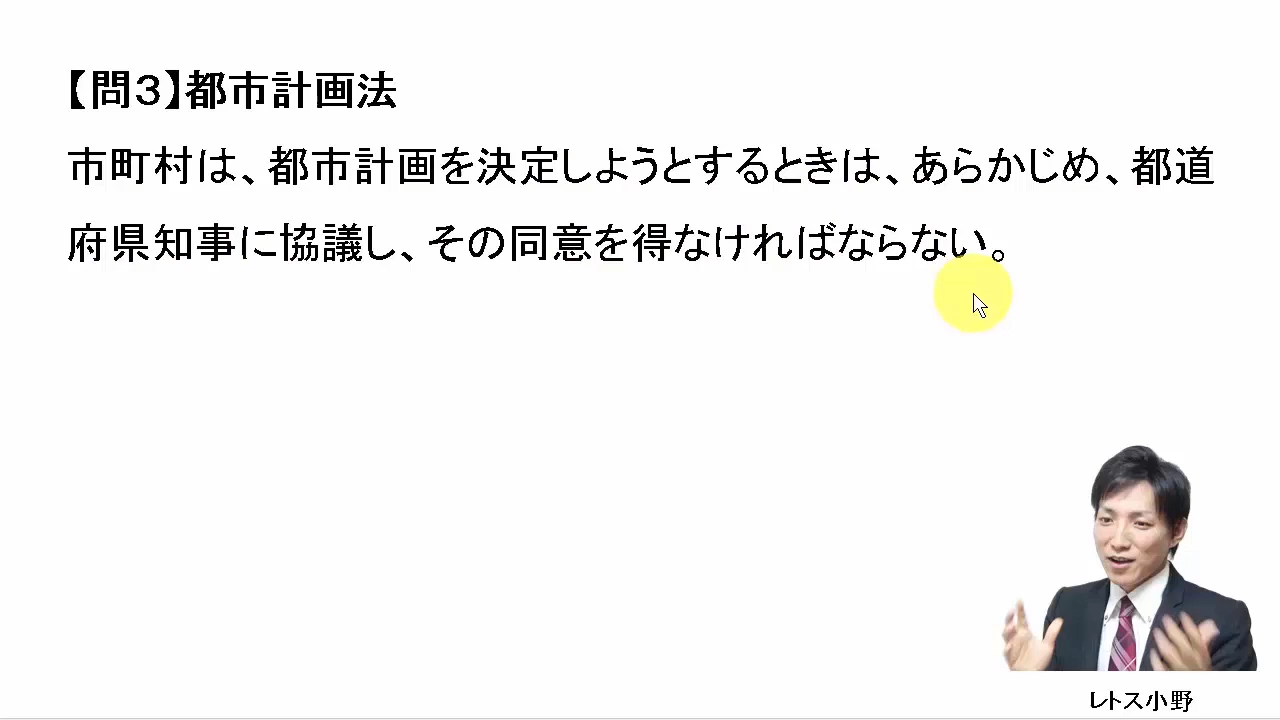 【問３】都市計画法
市町村は、都市計画を決定しようとするときは、あらかじめ、都道
府県知事に協議し、その同意を得なければならない。
レトス小野